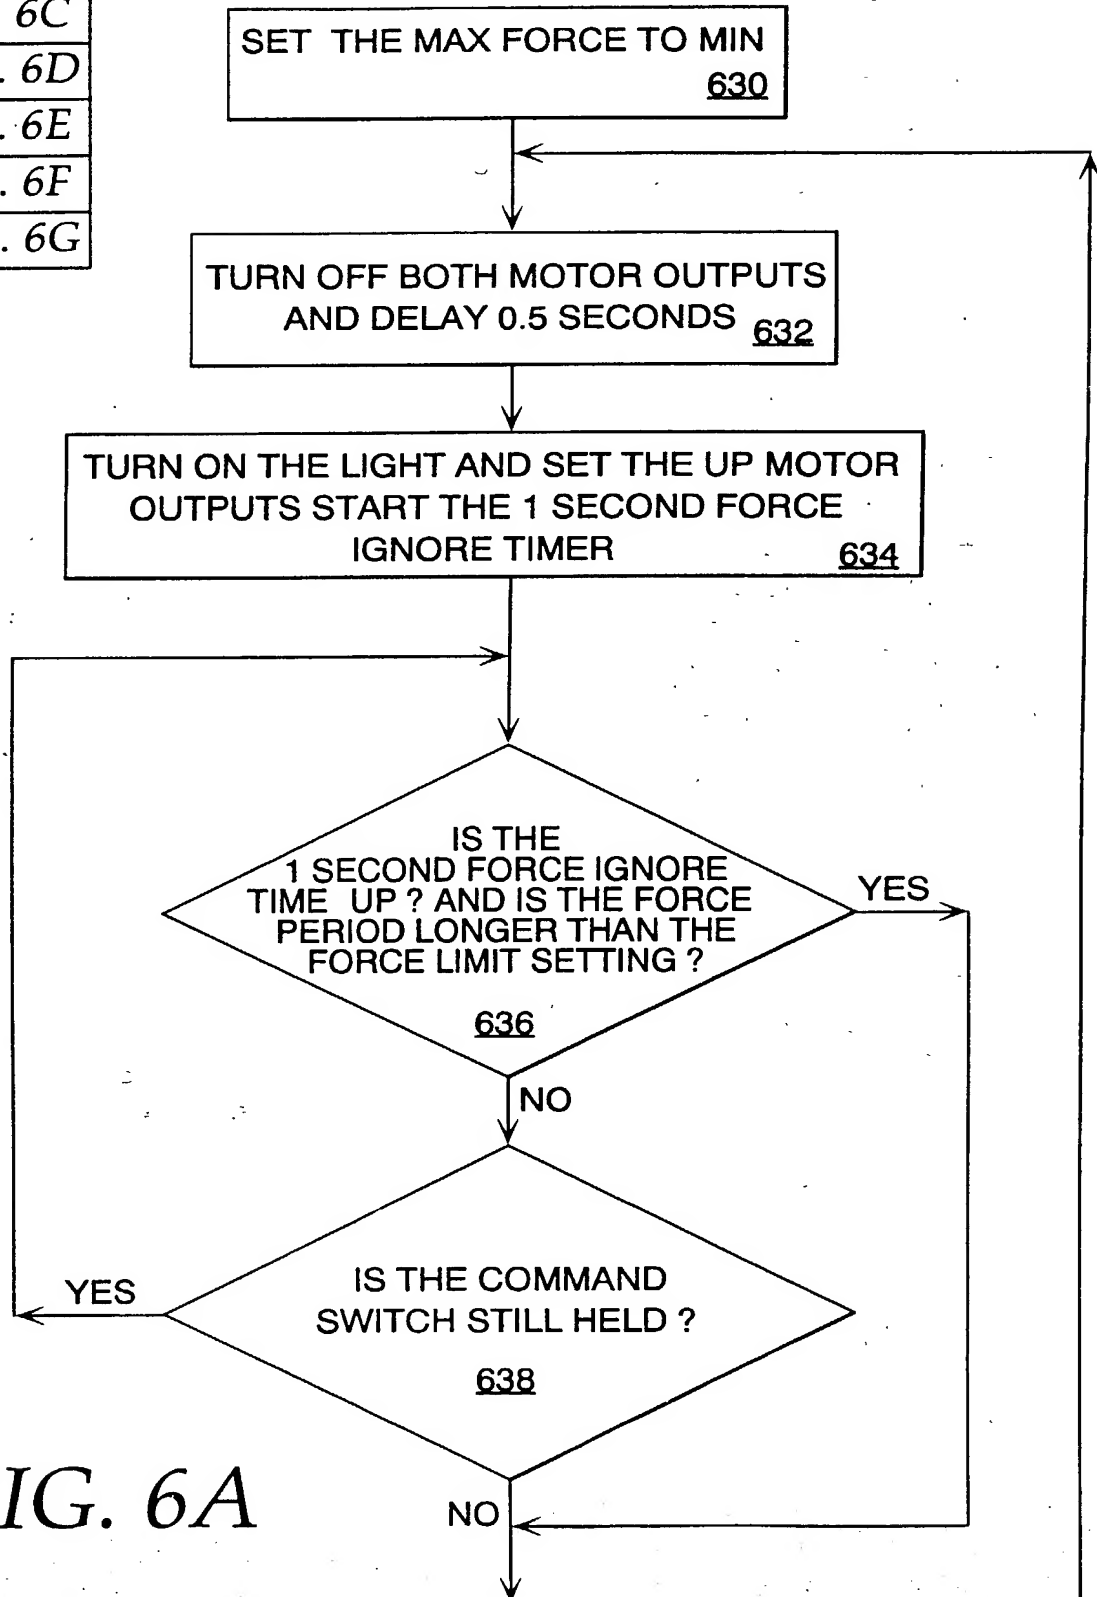 6C
. 6D
. 6E
. 6F
. 6G
SET THE MAX FORCE TO MIN
630
TURN OFF BOTH MOTOR OUTPUTS
AND DELAY 0.5 SECONDS 632
TURN ON THE LIGHT AND SET THE UP MOTOR
OUTPUTS START THE 1 SECOND FORCE
IGNORE TIMER 634
IS THE
1 SECOND FORCE IGNORE
TIME UP ? AND IS THE FORCE
PERIOD LONGER THAN THE
FORCE LIMIT SETTING ?
636
YES
NO
IS THE COMMAND
SWITCH STILL HELD ?
638
YES
NO
IG. 6A